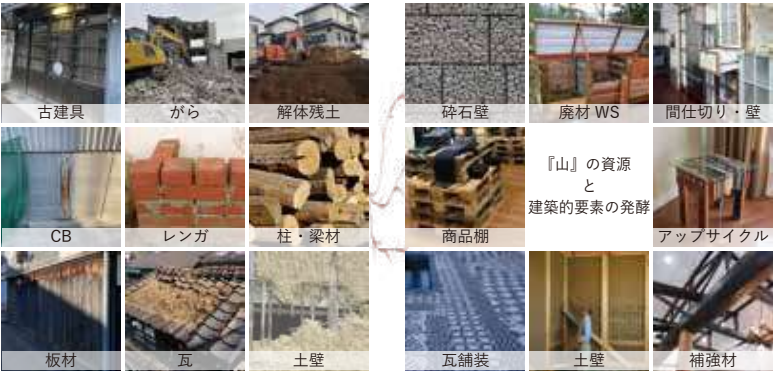 古建具
がら
解体残土
砕石壁
廃材 WS
間仕切り・壁
CB
レンガ
柱・梁材
商品棚
『山』の資源
と
建築的要素の発酵
アップサイクル
板材
瓦
土壁
瓦舗装
土壁
補強材